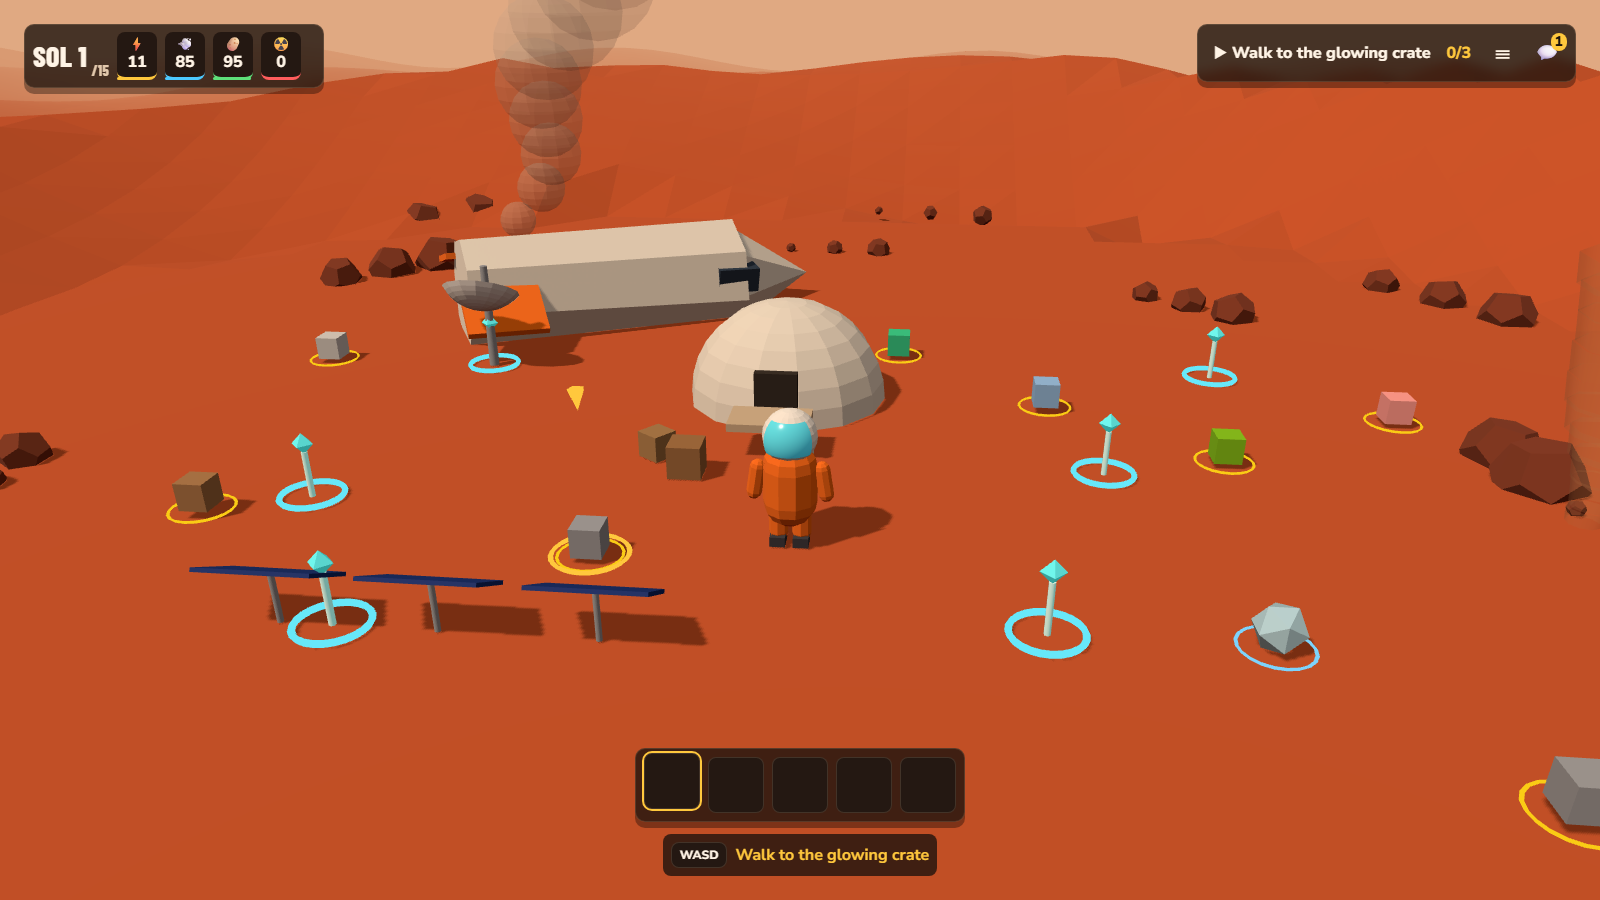 SOL 1 /15
11 85 95 0
Walk to the glowing crate 0/3
1
WASD Walk to the glowing crate